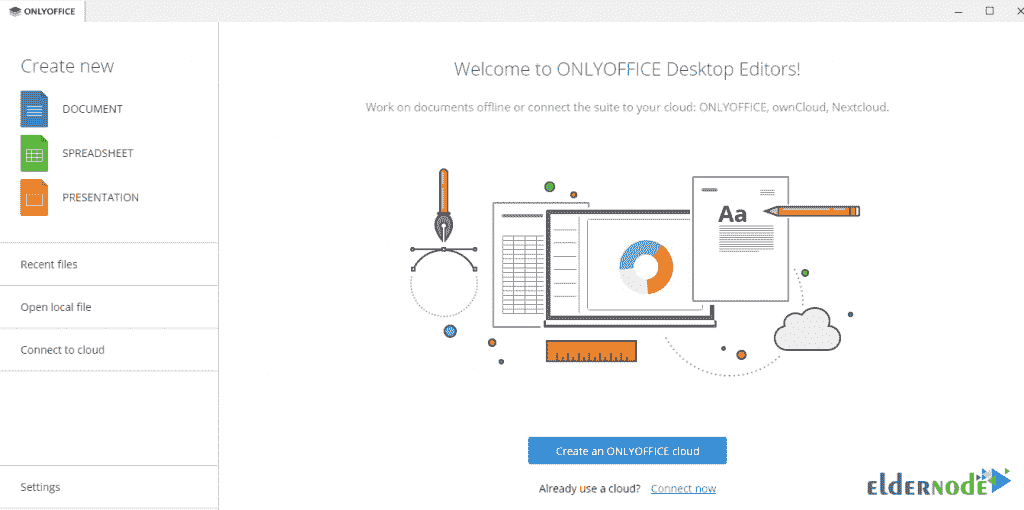 ONLYOFFICE
Create new
DOCUMENT
SPREADSHEET
PRESENTATION
Recent files
Open local file
Connect to cloud
Settings
Welcome to ONLYOFFICE Desktop Editors!
Work on documents offline or connect the suite to your cloud: ONLYOFFICE, ownCloud, Nextcloud.
Aa
Create an ONLYOFFICE cloud
Already use a cloud? Connect now
elderNode